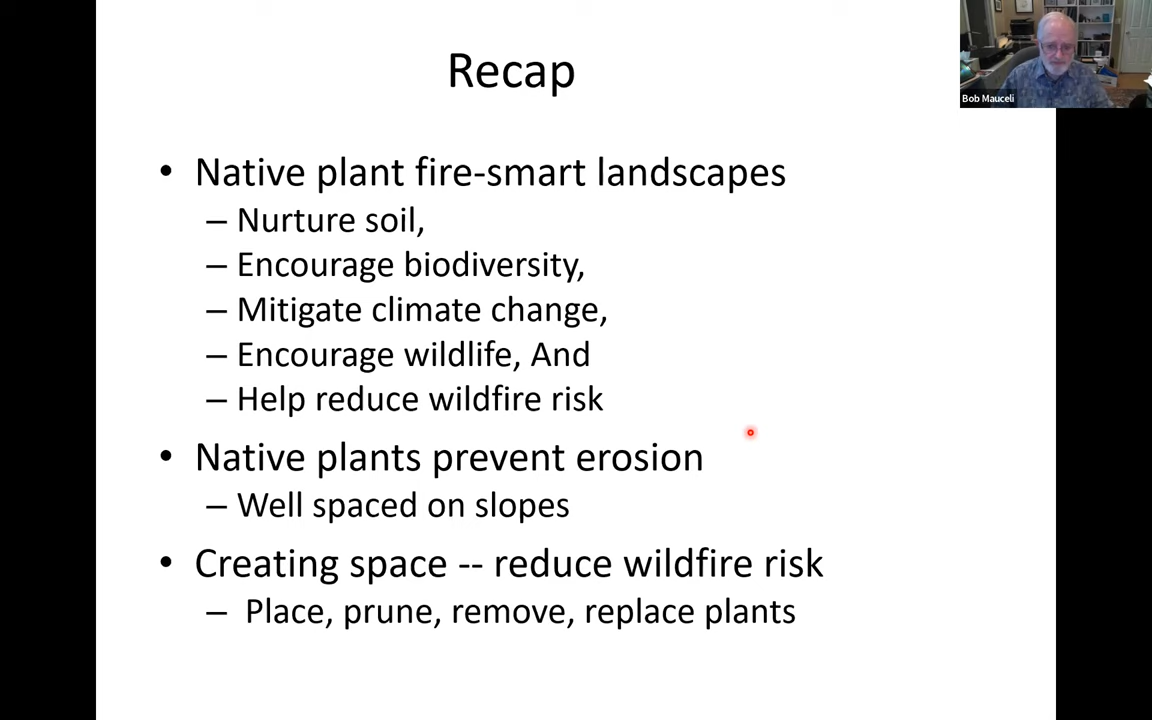 Recap
Bob Mauceli
• Native plant fire-smart landscapes
– Nurture soil,
– Encourage biodiversity,
– Mitigate climate change,
– Encourage wildlife, And
– Help reduce wildfire risk
• Native plants prevent erosion
– Well spaced on slopes
• Creating space -- reduce wildfire risk
– Place, prune, remove, replace plants